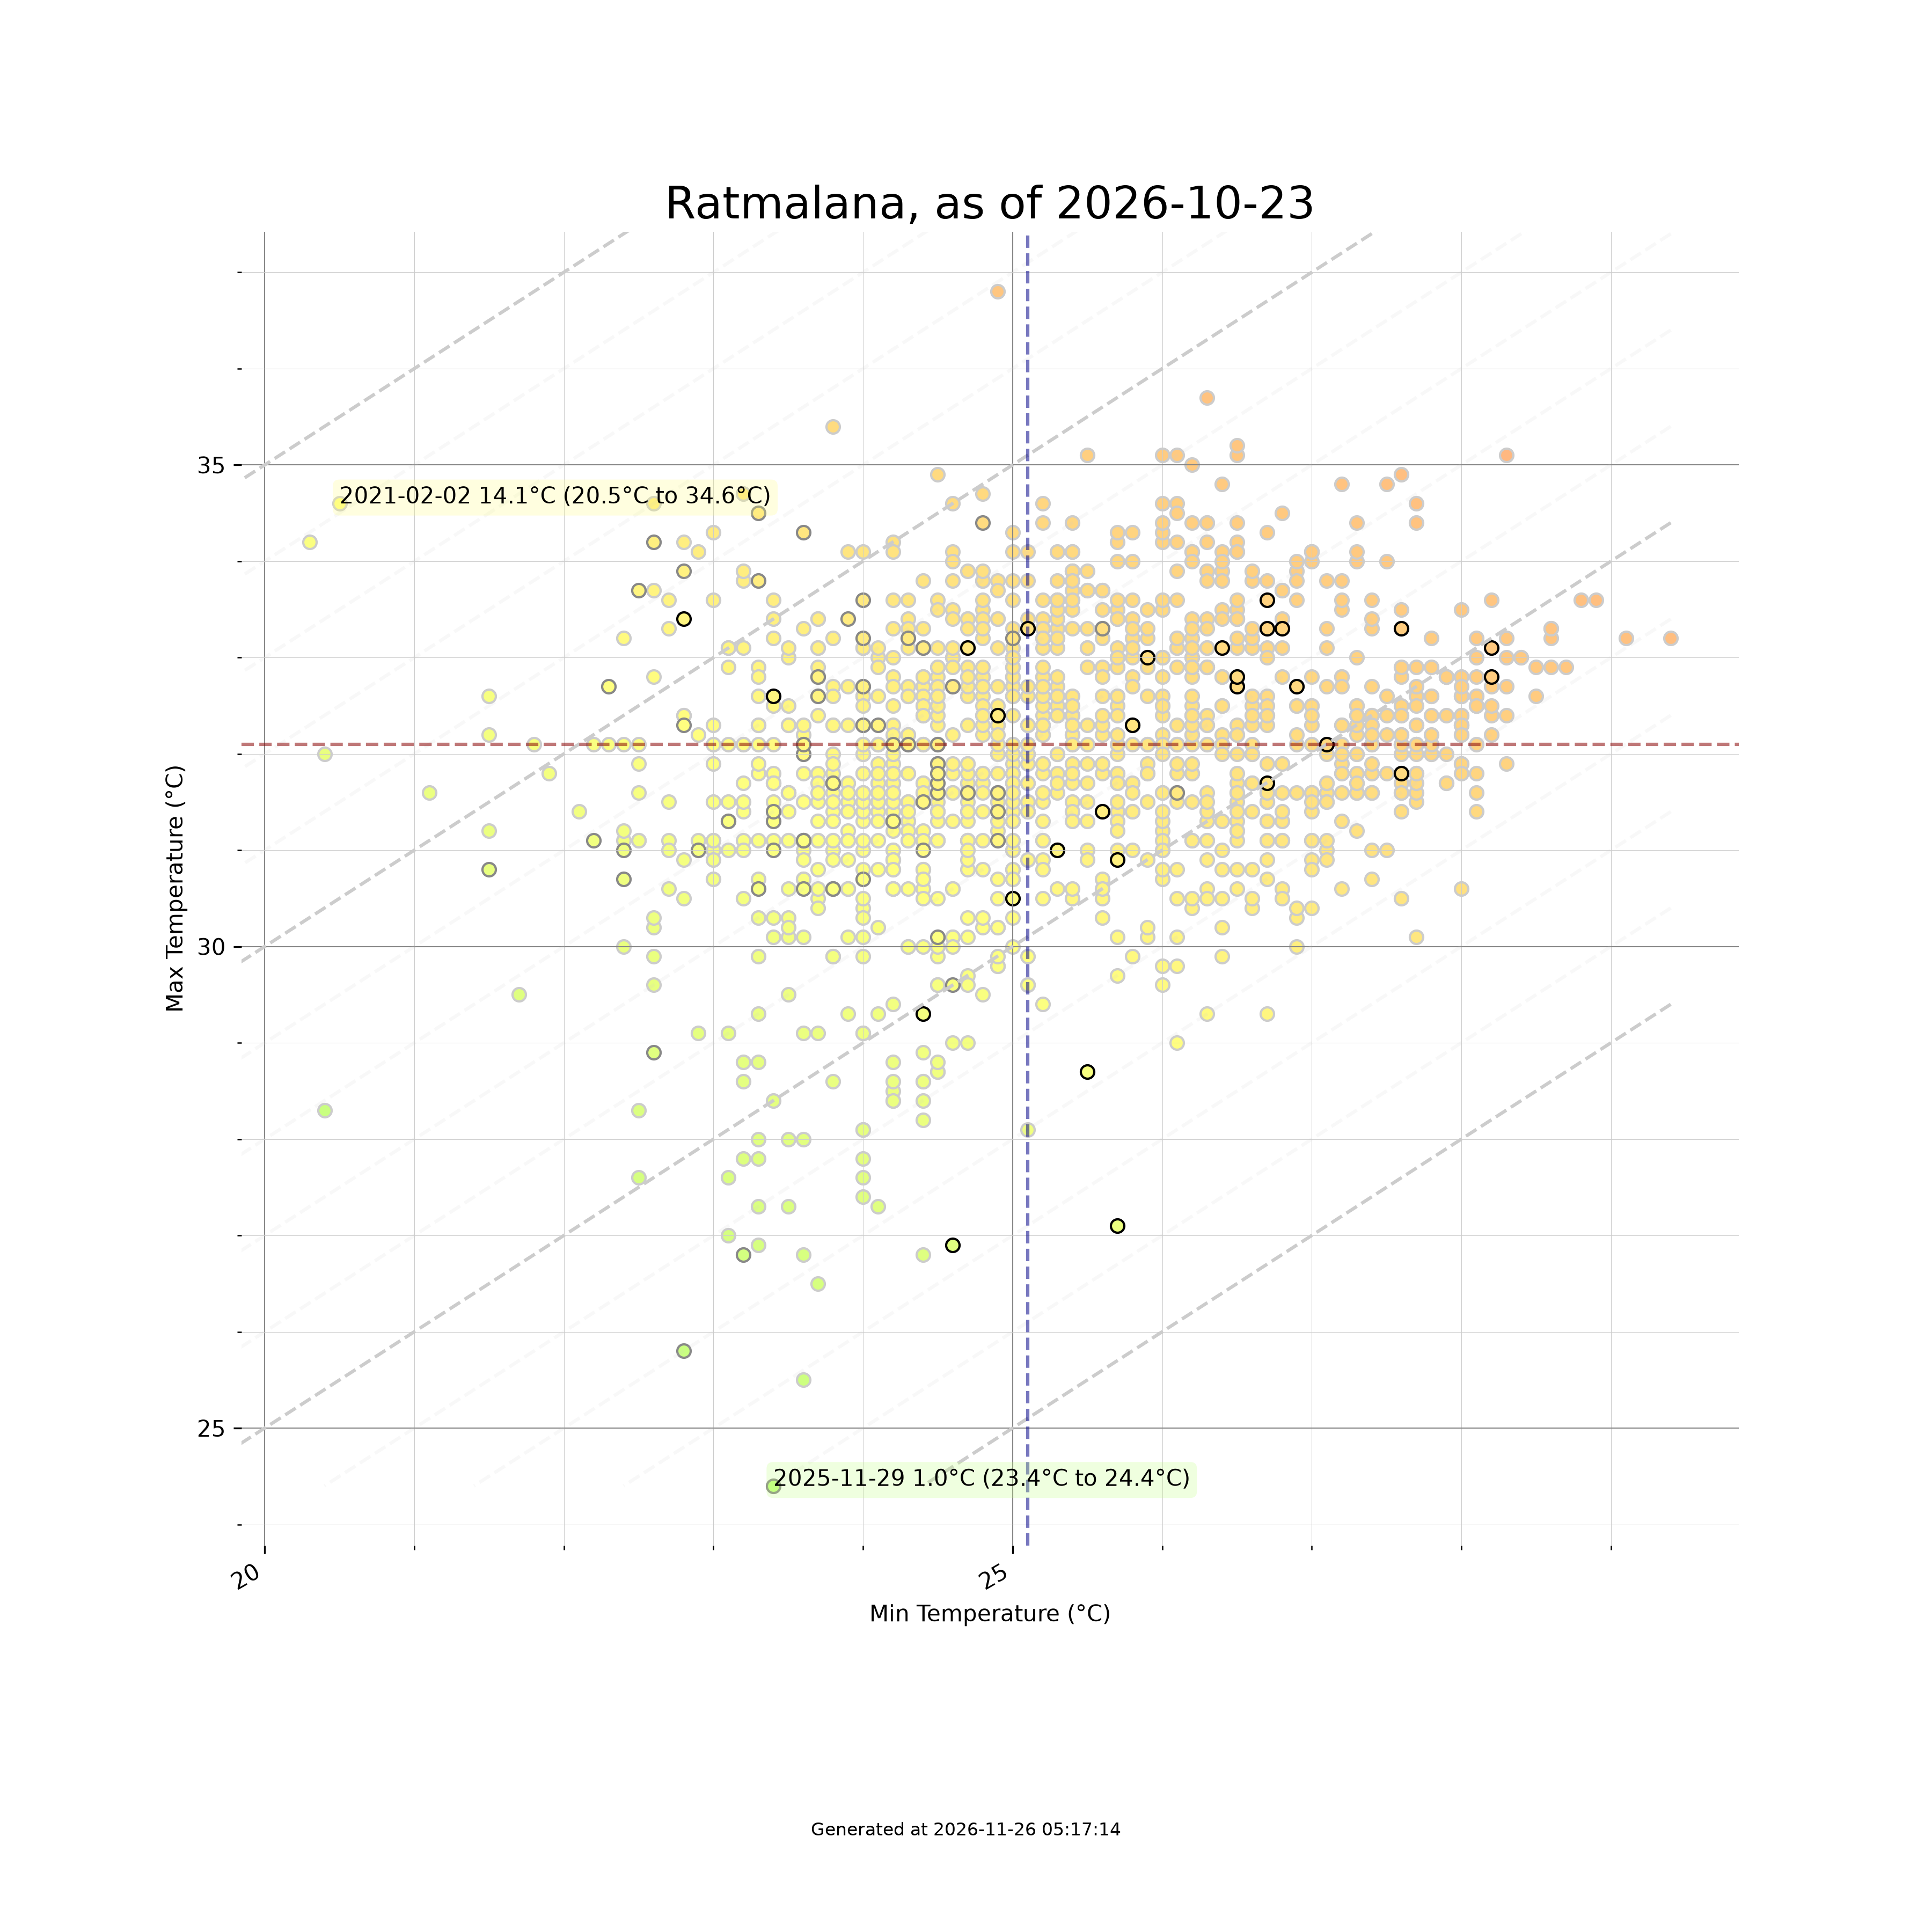 Ratmalana, as of 2026-10-23
35
2021-02-02 14.1°C (20.5°C to 34.6°C)
Max Temperature (°C)
30
25
2025-11-29 1.0°C (23.4°C to 24.4°C)
20
25
Min Temperature (°C)
Generated at 2026-11-26 05:17:14